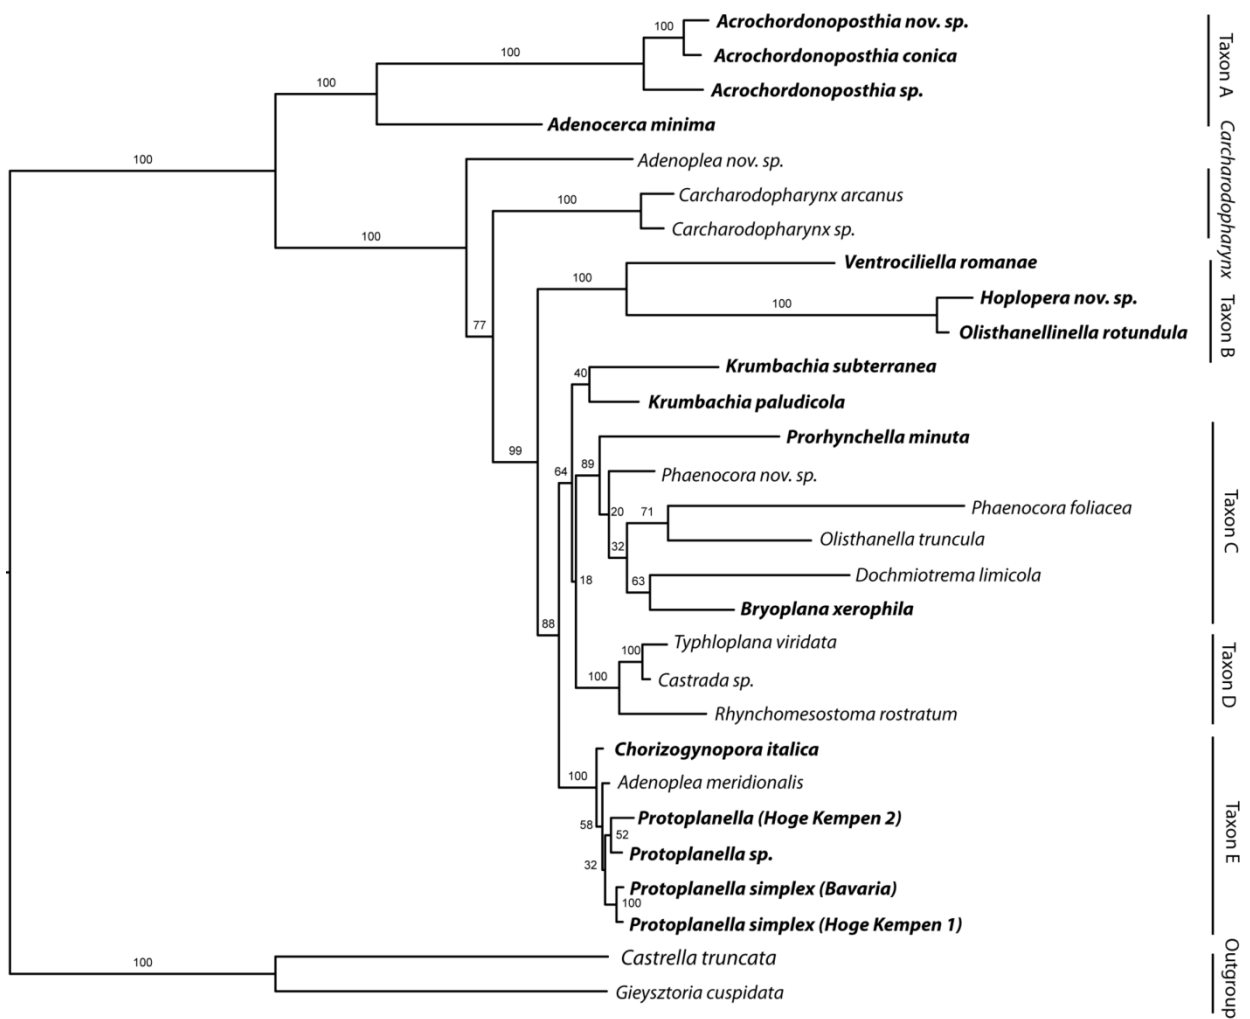 Acrochordonoposthia nov. sp.
100
Acrochordonoposthia conica
100
Acrochordonoposthia sp.
100
Adenocerca minima
Taxon A
100
Adenoplea nov. sp.
Carcharodopharynx arcanus
100
Carcharodopharynx sp.
Carcharodopharynx
100
Ventrociliella romanae
100
Hoplopera nov. sp.
100
Olisthanellinella rotundula
Taxon B
77
Krumbachia subterranea
40
Krumbachia paludicola
99
Prorhynchella minuta
64
89
Phaenocora nov. sp.
20
71
Phaenocora foliacea
Olisthanella truncula
32
Dochmiotrema limicola
63
18
Bryoplana xerophila
Taxon C
88
Typhloplana viridata
100
Castrada sp.
100
Rhynchomesostoma rostratum
Taxon D
Chorizogynopora italica
100
Adenoplea meridionalis
Protoplanella (Hoge Kempen 2)
58
52
Protoplanella sp.
32
Protoplanella simplex (Bavaria)
100
Protoplanella simplex (Hoge Kempen 1)
Taxon E
Castrella truncata
100
Gieysztoria cuspidata
Outgroup